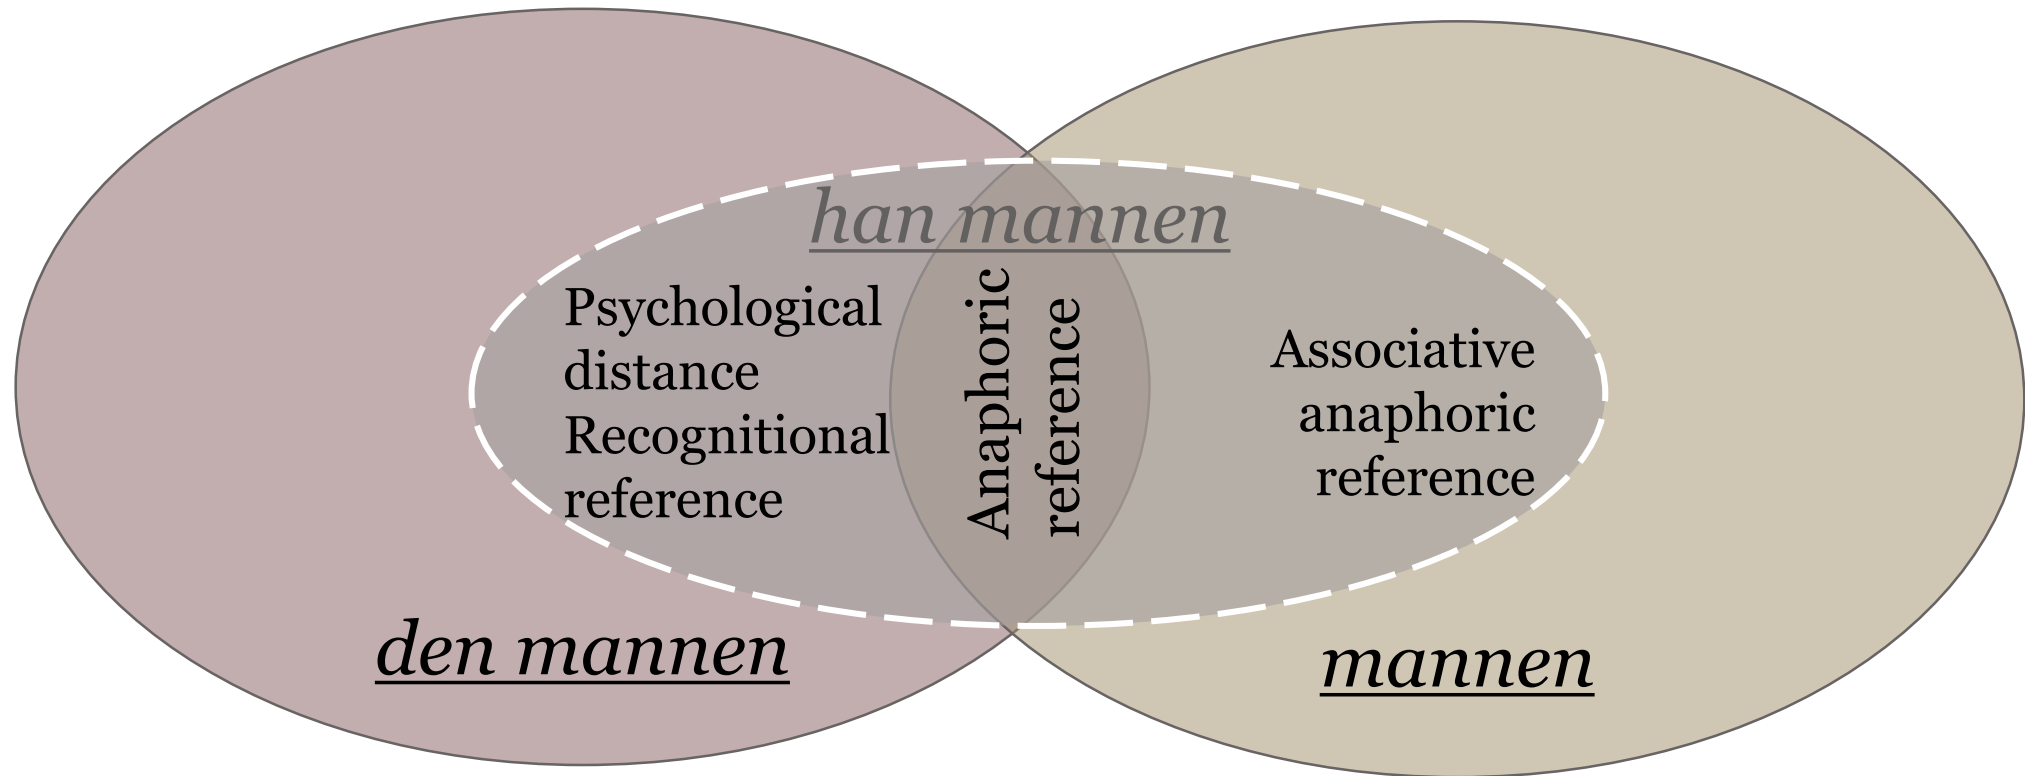 han mannen
Psychological
distance
Recognitional
reference
Anaphoric
reference
Associative
anaphoric
reference
den mannen
mannen